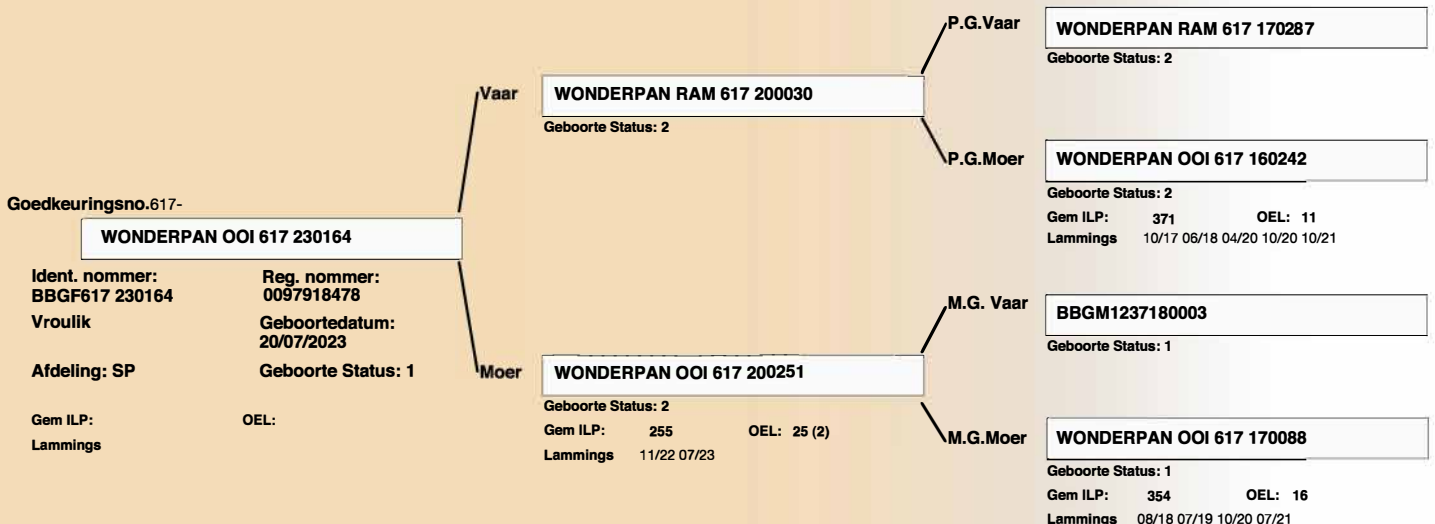 Goedkeuringsno.617-
WONDERPAN OOI 617 230164
Ident. nommer:
BBGF617 230164
Reg. nommer:
0097918478
Vroulik
Geboortedatum:
20/07/2023
Afdeling: SP
Geboorte Status: 1
Gem ILP:
OEL:
Lammings
Vaar
WONDERPAN RAM 617 200030
Geboorte Status: 2
Moer
WONDERPAN OOI 617 200251
Geboorte Status: 2
Gem ILP: 255 OEL: 25 (2)
Lammings 11/22 07/23
P.G.Vaar
WONDERPAN RAM 617 170287
Geboorte Status: 2
P.G.Moer
WONDERPAN OOI 617 160242
Geboorte Status: 2
Gem ILP: 371 OEL: 11
Lammings 10/17 06/18 04/20 10/20 10/21
M.G. Vaar
BBGM1237180003
Geboorte Status: 1
M.G.Moer
WONDERPAN OOI 617 170088
Geboorte Status: 1
Gem ILP: 354 OEL: 16
Lammings 08/18 07/19 10/20 07/21